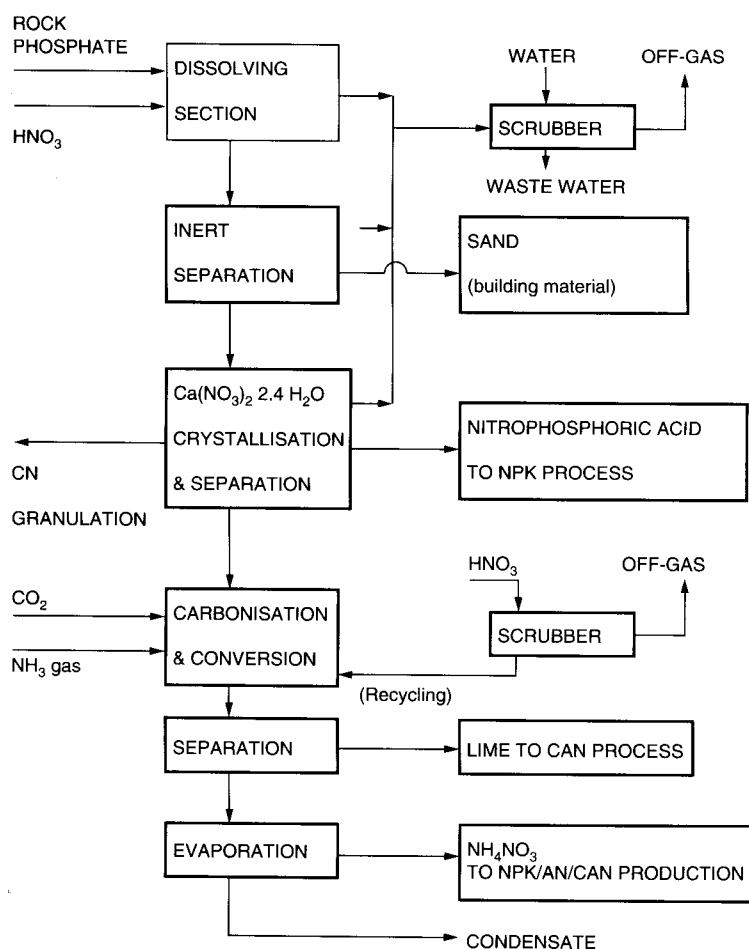 ROCK
PHOSPHATE
DISSOLVING
SECTION
HNO₃
WATER
OFF-GAS
SCRUBBER
WASTE WATER
INERT
SEPARATION
SAND
(building material)
Ca(NO₃)₂ 2.4 H₂O
CRYSTALLISATION
& SEPARATION
NITROPHOSPHORIC ACID
TO NPK PROCESS
CN
GRANULATION
HNO₃
OFF-GAS
CO₂
CARBONISATION
& CONVERSION
SCRUBBER
NH₃ gas
(Recycling)
SEPARATION
LIME TO CAN PROCESS
EVAPORATION
NH₄NO₃
TO NPK/AN/CAN PRODUCTION
CONDENSATE